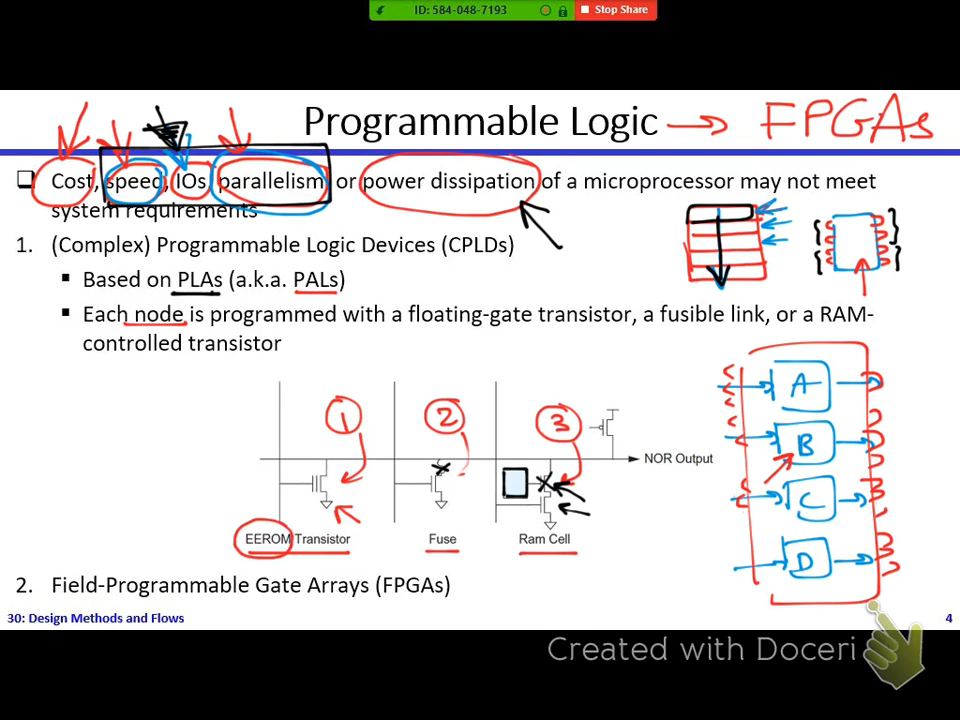 ID: 584-048-7193
Stop Share
Programmable Logic → FPGAs
Cost, speed, IOs, parallelism or power dissipation of a microprocessor may not meet
system requirements
1. (Complex) Programmable Logic Devices (CPLDs)
▪ Based on PLAs (a.k.a. PALs)
▪ Each node is programmed with a floating-gate transistor, a fusible link, or a RAM-
controlled transistor
A
1 2 3
B
NOR Output
C
EEROM Transistor Fuse Ram Cell
D
2. Field-Programmable Gate Arrays (FPGAs)
30: Design Methods and Flows 4
Created with Doceri